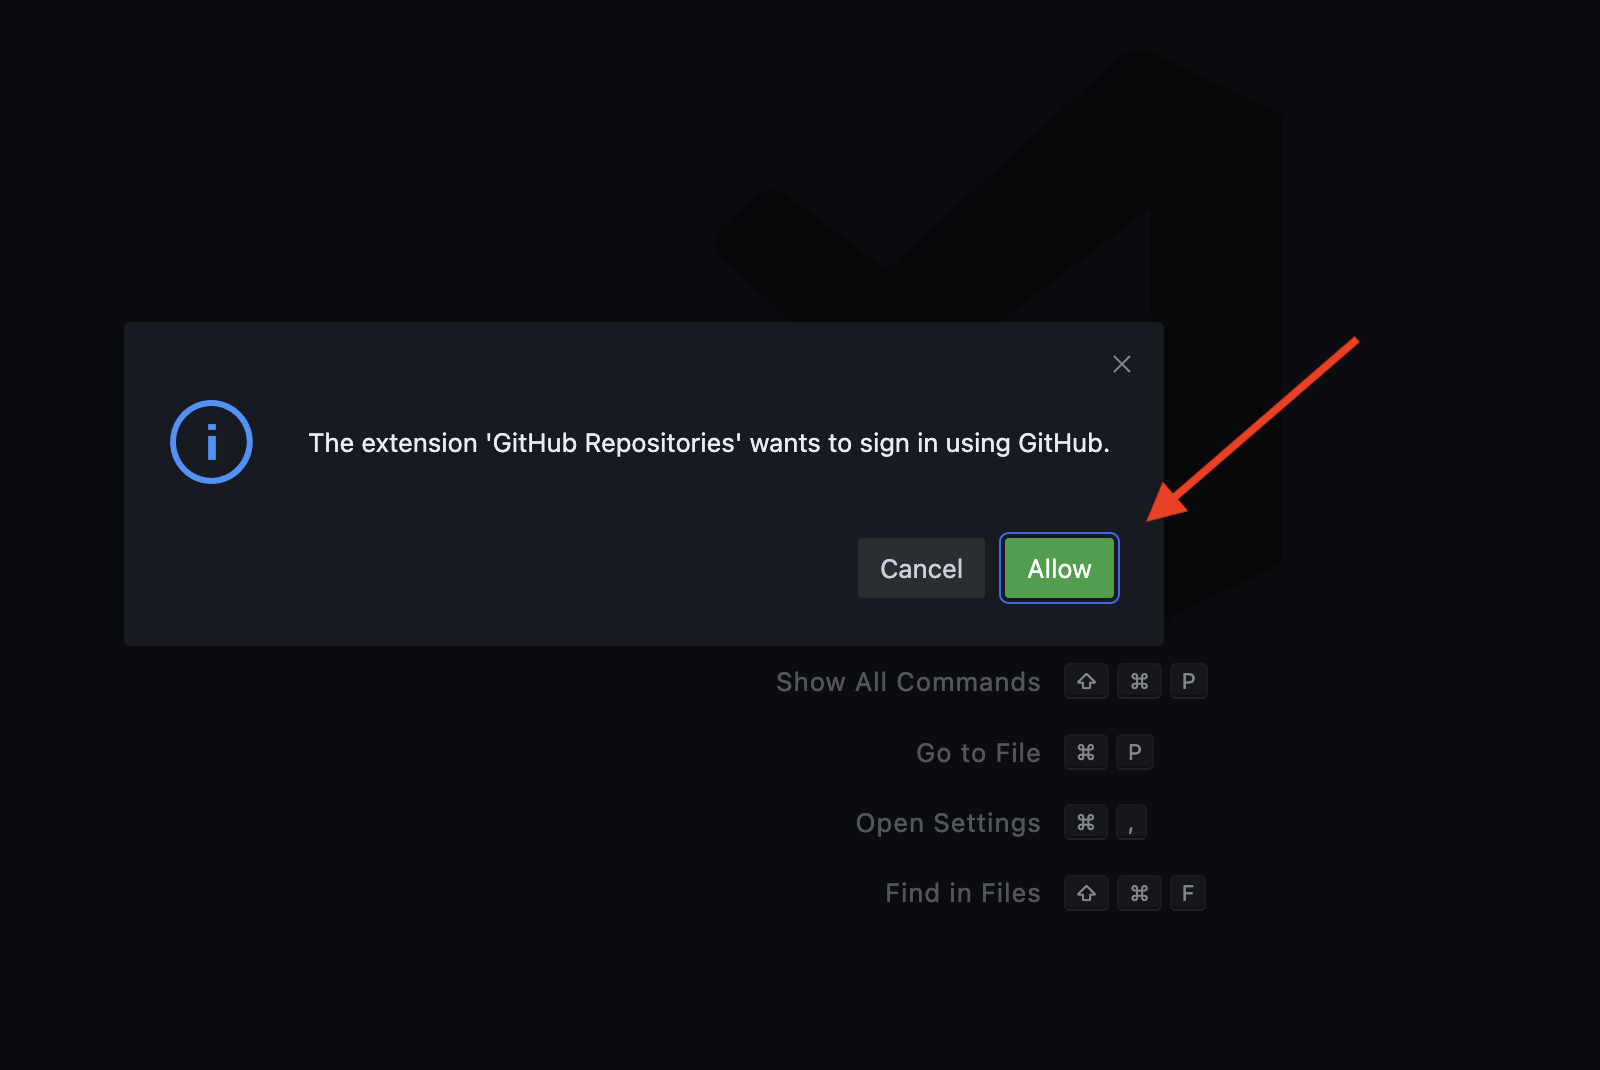 The extension 'GitHub Repositories' wants to sign in using GitHub.
Cancel Allow
Show All Commands ⇧ ⌘ P
Go to File ⌘ P
Open Settings ⌘ ,
Find in Files ⇧ ⌘ F